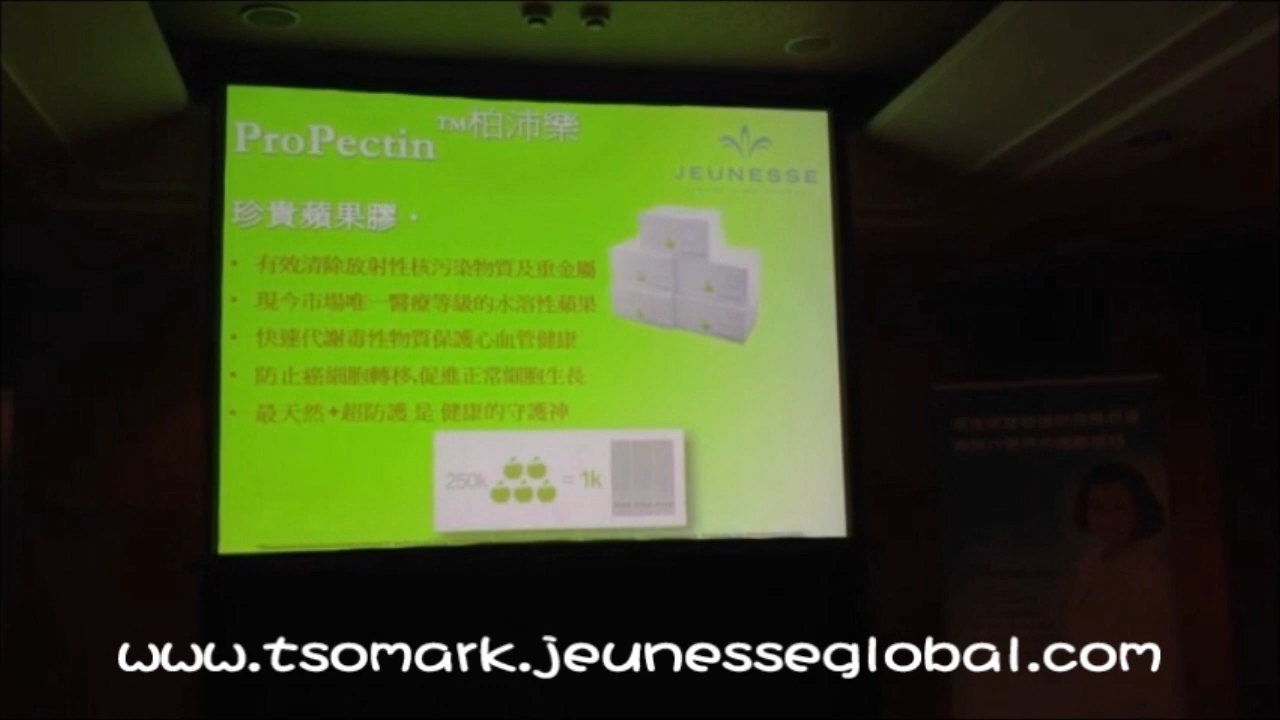 ProPectin™柏沛樂
JEUNESSE
珍貴蘋果膠·
• 有效清除放射性核污染物質及重金屬
• 現今市場唯一醫療等級的水溶性蘋果
• 快速代謝毒性物質保護心血管健康
• 防止癌細胞轉移,促進正常細胞生長
• 最天然+超防護 是 健康的守護神
250k = 1k
www.tsomark.jeunesseglobal.com